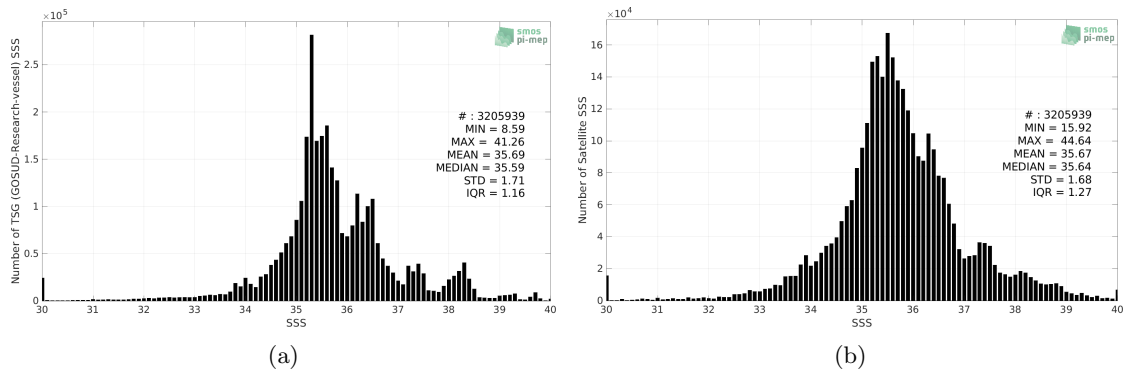 ×10⁵
2.5
2
1.5
1
0.5
0
30 31 32 33 34 35 36 37 38 39 40
SSS
Number of TSG (GOSUD-Research-vessel) SSS
smos
pi-mep
# : 3205939
MIN = 8.59
MAX = 41.26
MEAN = 35.69
MEDIAN = 35.59
STD = 1.71
IQR = 1.16
(a)
×10⁴
16
14
12
10
8
6
4
2
0
30 31 32 33 34 35 36 37 38 39 40
SSS
Number of Satellite SSS
smos
pi-mep
# : 3205939
MIN = 15.92
MAX = 44.64
MEAN = 35.67
MEDIAN = 35.64
STD = 1.68
IQR = 1.27
(b)